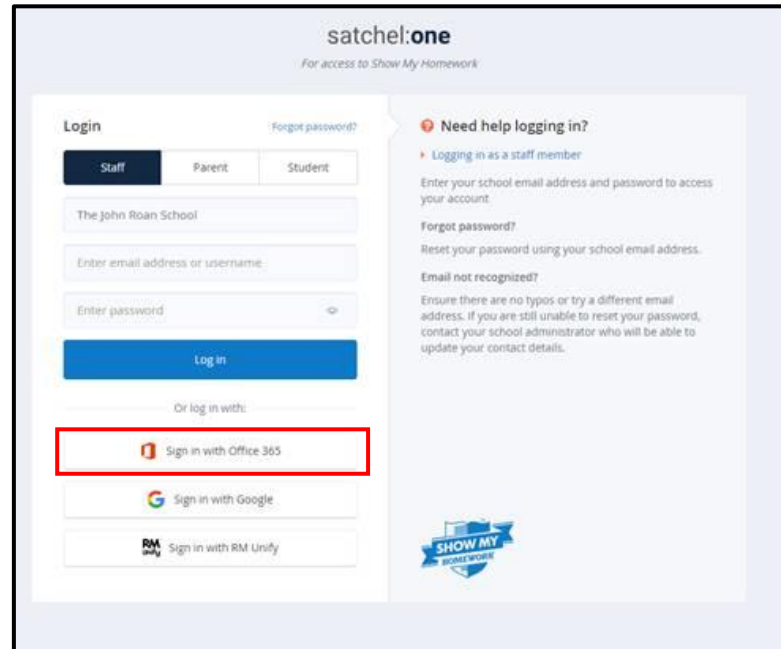 satchel:one
For access to Show My Homework
Login
Forgot password?
Staff
Parent
Student
The John Roan School
Enter email address or username
Enter password
Log in
Or log in with:
Sign in with Office 365
Sign in with Google
RM unify Sign in with RM Unify
Need help logging in?
Logging in as a staff member
Enter your school email address and password to access
your account
Forgot password?
Reset your password using your school email address.
Email not recognized?
Ensure there are no typos or try a different email
address. If you are still unable to reset your password,
contact your school administrator who will be able to
update your contact details.
SHOW MY
HOMEWORK